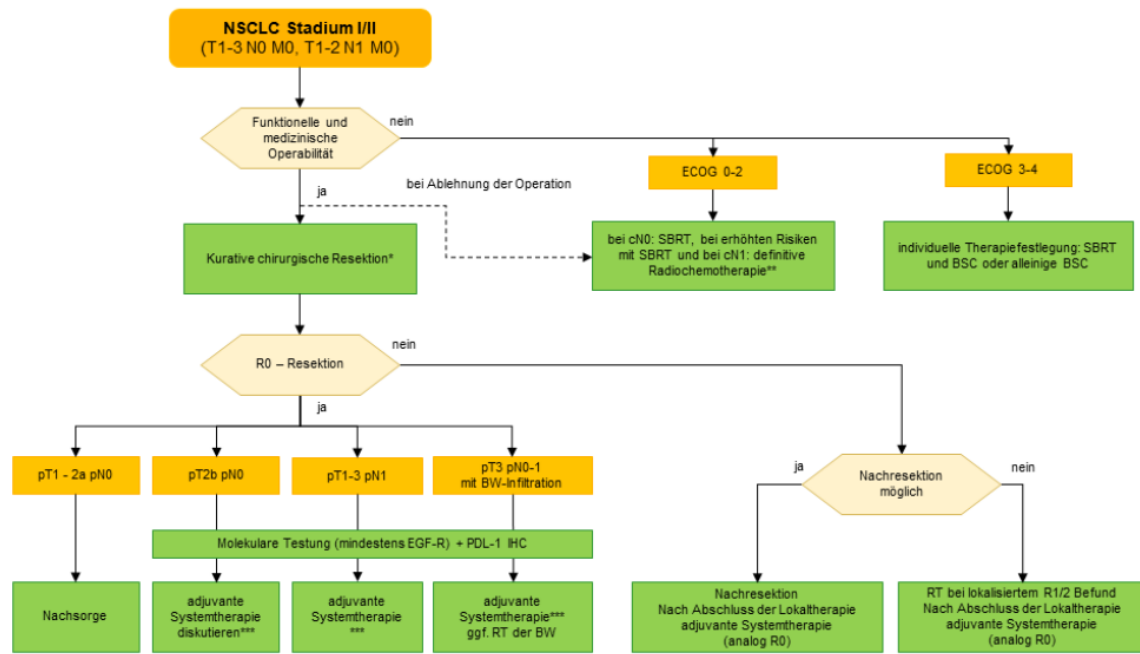 NSCLC Stadium I/II
(T1-3 N0 M0, T1-2 N1 M0)
Funktionelle und
medizinische
Operabilität
nein
ja
bei Ablehnung der Operation
ECOG 0-2
ECOG 3-4
Kurative chirurgische Resektion*
bei cN0: SBRT, bei erhöhten Risiken
mit SBRT und bei cN1: definitive
Radiochemotherapie**
individuelle Therapiefestlegung: SBRT
und BSC oder alleinige BSC
R0 – Resektion
nein
ja
pT1 - 2a pN0
pT2b pN0
pT1-3 pN1
pT3 pN0-1
mit BW-Infiltration
ja
Nachresektion
möglich
nein
Molekulare Testung (mindestens EGF-R) + PDL-1 IHC
Nachsorge
adjuvante
Systemtherapie
diskutieren***
adjuvante
Systemtherapie
***
adjuvante
Systemtherapie***
ggf. RT der BW
Nachresektion
Nach Abschluss der Lokaltherapie
adjuvante Systemtherapie
(analog R0)
RT bei lokalisiertem R1/2 Befund
Nach Abschluss der Lokaltherapie
adjuvante Systemtherapie
(analog R0)